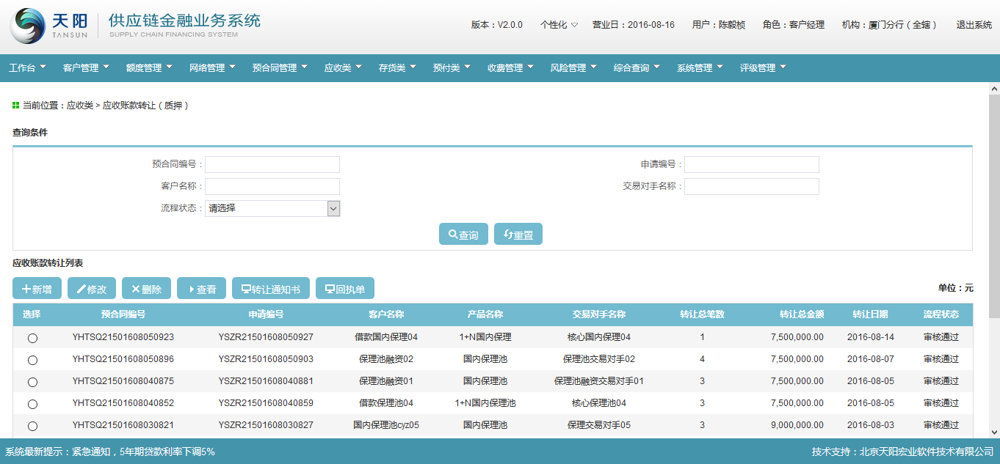 天阳 TANSUN 供应链金融业务系统 SUPPLY CHAIN FINANCING SYSTEM
版本：V2.0.0 个性化 营业日：2016-08-16 用户：陈毅桢 角色：客户经理 机构：厦门分行（全辖） 退出系统
工作台 客户管理 额度管理 网络管理 预合同管理 应收类 存货类 预付类 收费管理 风险管理 综合查询 系统管理 评级管理
当前位置：应收类 > 应收账款转让（质押）
查询条件
预合同编号： 申请编号：
客户名称： 交易对手名称：
流程状态： 请选择
查询 重置
应收账款转让列表
新增 修改 删除 查看 转让通知书 回执单 单位：元
选择 预合同编号 申请编号 客户名称 产品名称 交易对手名称 转让总笔数 转让总金额 转让日期 流程状态
YHTSQ21501608050923 YSZR21501608050927 借款国内保理04 1+N国内保理 核心国内保理04 1 7,500,000.00 2016-08-14 审核通过
YHTSQ21501608050896 YSZR21501608050903 保理池融资02 国内保理池 保理池交易对手02 4 7,500,000.00 2016-08-07 审核通过
YHTSQ21501608040875 YSZR21501608040881 保理池融资01 国内保理池 保理池融资交易对手01 3 7,500,000.00 2016-08-05 审核通过
YHTSQ21501608040852 YSZR21501608040859 借款保理池04 1+N国内保理池 核心保理池04 3 7,500,000.00 2016-08-05 审核通过
YHTSQ21501608030821 YSZR21501608030827 国内保理池cyz05 国内保理池 保理交易对手05 3 9,000,000.00 2016-08-03 审核通过
系统最新提示：紧急通知，5年期贷款利率下调5% 技术支持：北京天阳宏业软件技术有限公司